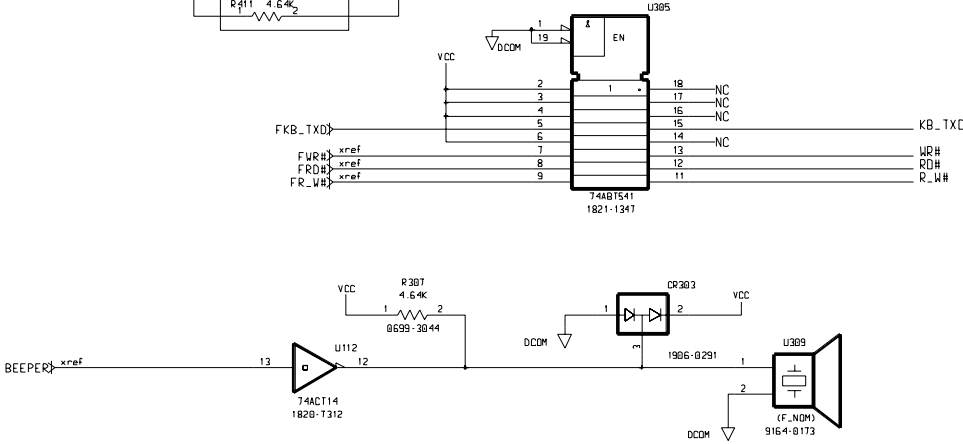 R411 4.64K
1 2
U305
1 & EN
19
DCOM
VCC
2 1 18 NC
3 17 NC
4 16 NC
FKB_TXD 5 15 KB_TXD
6 14 NC
FWR# xref 7 13 WR#
FRD# xref 8 12 RD#
FR_W# xref 9 11 R_W#
74ABT541
1821-1347
R307
4.64K
VCC
1 2
0699-3044
CR303
1 2 VCC
DCOM
3
U112
BEEPER xref 13 12
74ACT14
1820-7312
1906-0291
U309
1
2
(F_NOM)
9164-0173
DCOM